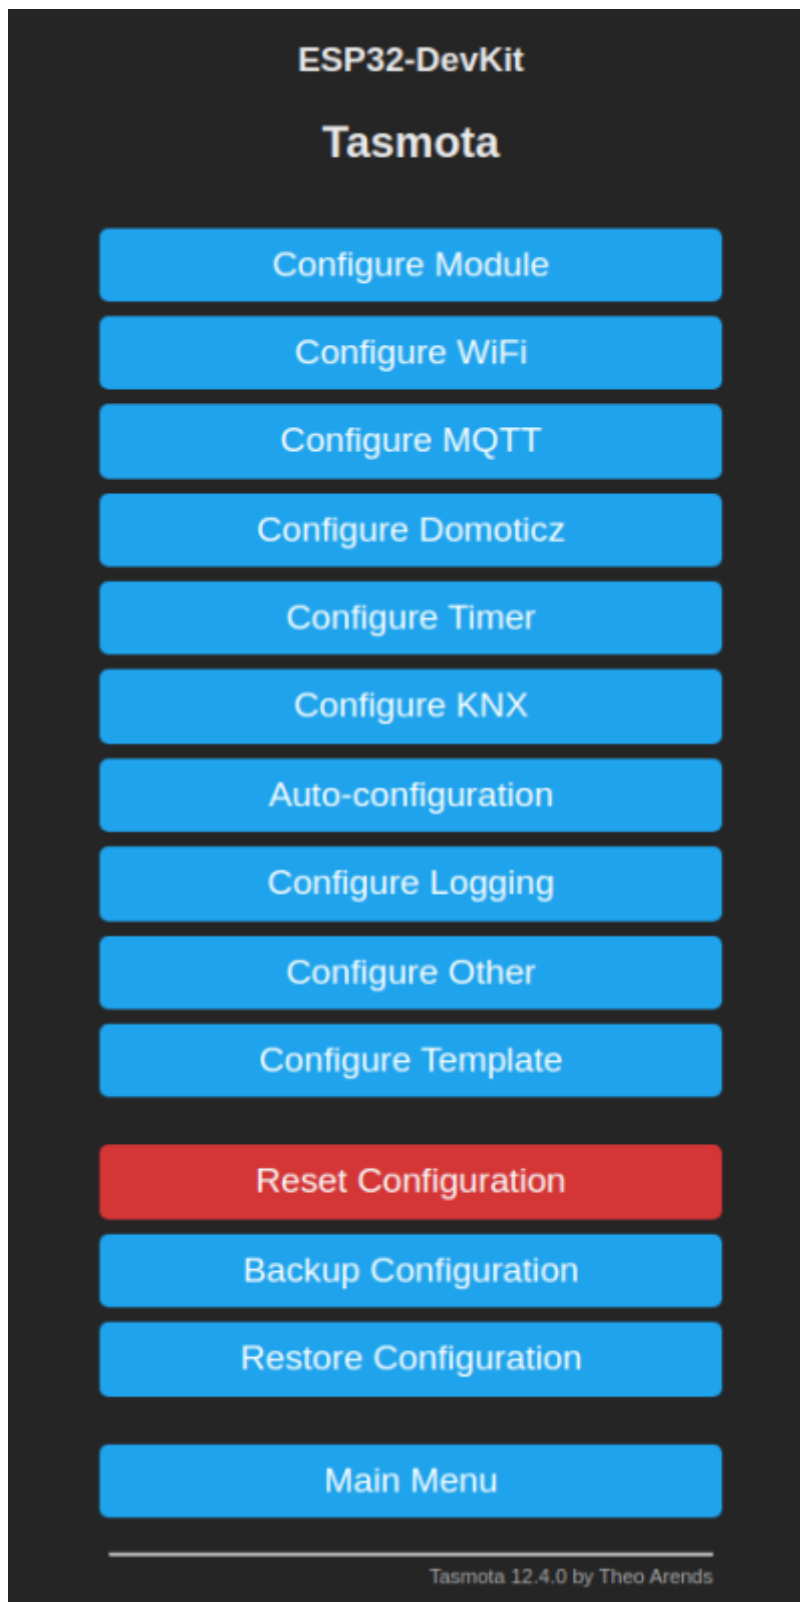 ESP32-DevKit
Tasmota
Configure Module
Configure WiFi
Configure MQTT
Configure Domoticz
Configure Timer
Configure KNX
Auto-configuration
Configure Logging
Configure Other
Configure Template
Reset Configuration
Backup Configuration
Restore Configuration
Main Menu
Tasmota 12.4.0 by Theo Arends